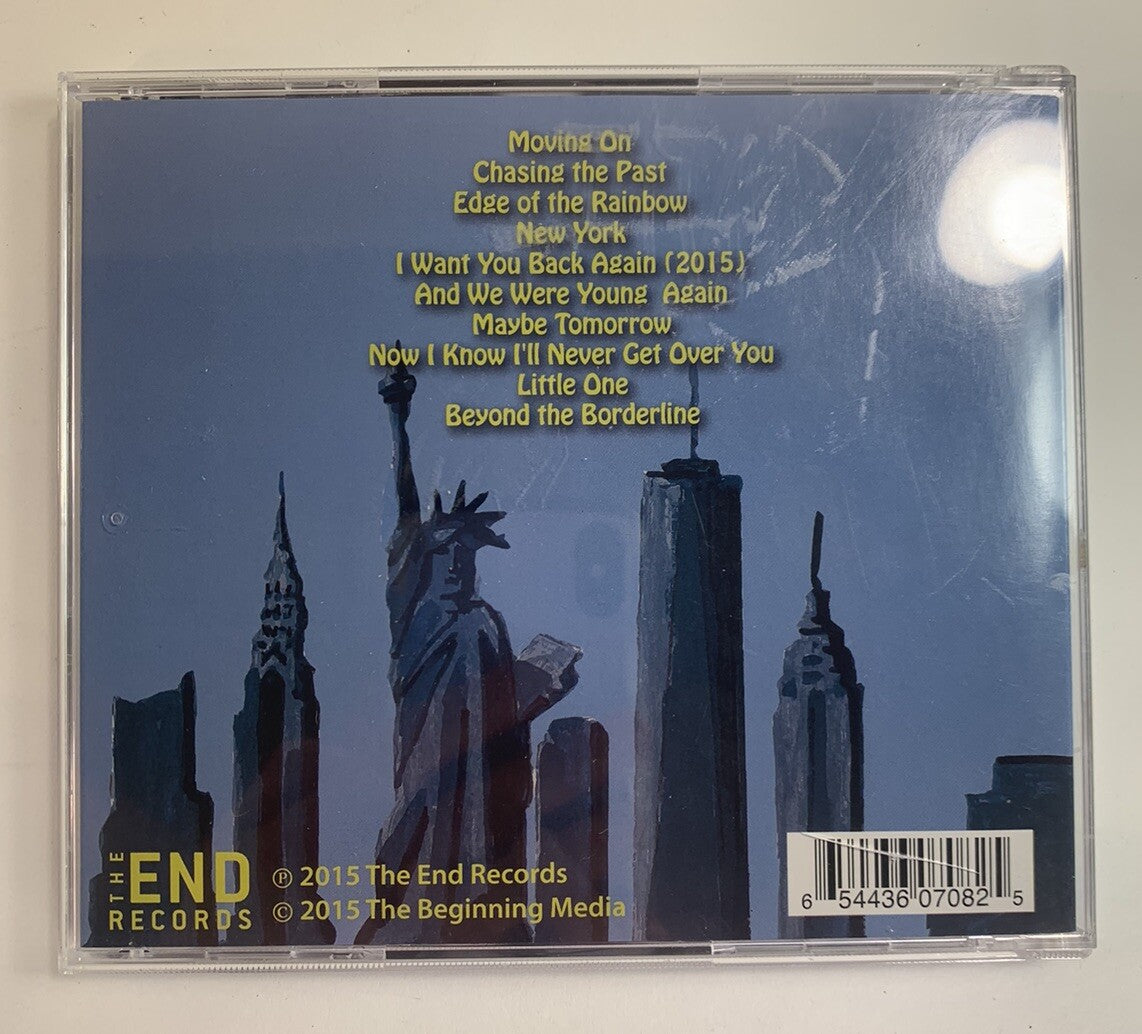 Moving On
Chasing the Past
Edge of the Rainbow
New York
I Want You Back Again (2015)
And We Were Young Again
Maybe Tomorrow
Now I Know I'll Never Get Over You
Little One
Beyond the Borderline
THE END
RECORDS
℗ 2015 The End Records
© 2015 The Beginning Media
6 54436 07082 5